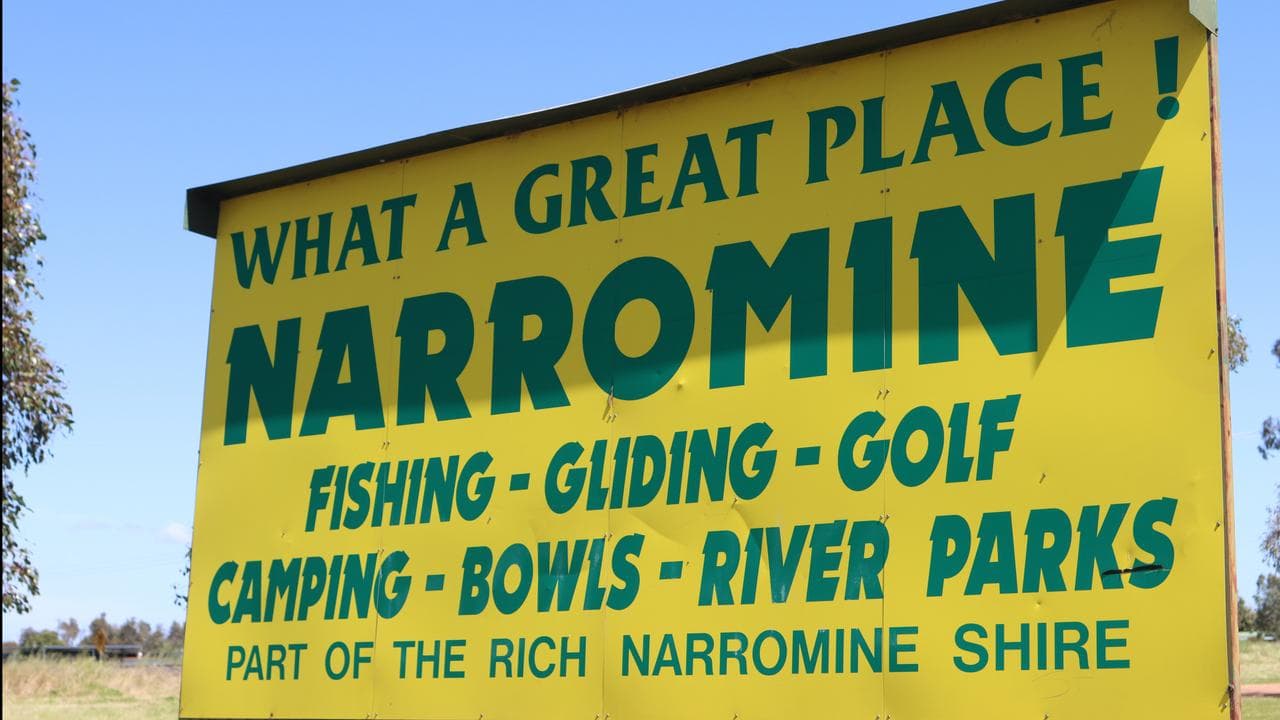 WHAT A GREAT PLACE !
NARROMINE
FISHING - GLIDING - GOLF
CAMPING - BOWLS - RIVER PARKS
PART OF THE RICH NARROMINE SHIRE